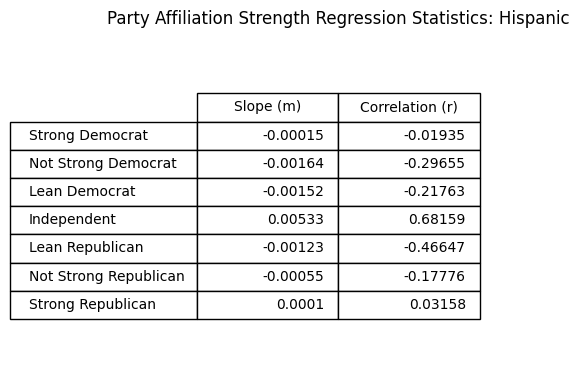 Party Affiliation Strength Regression Statistics: Hispanic
Slope (m) Correlation (r)
Strong Democrat -0.00015 -0.01935
Not Strong Democrat -0.00164 -0.29655
Lean Democrat -0.00152 -0.21763
Independent 0.00533 0.68159
Lean Republican -0.00123 -0.46647
Not Strong Republican -0.00055 -0.17776
Strong Republican 0.0001 0.03158